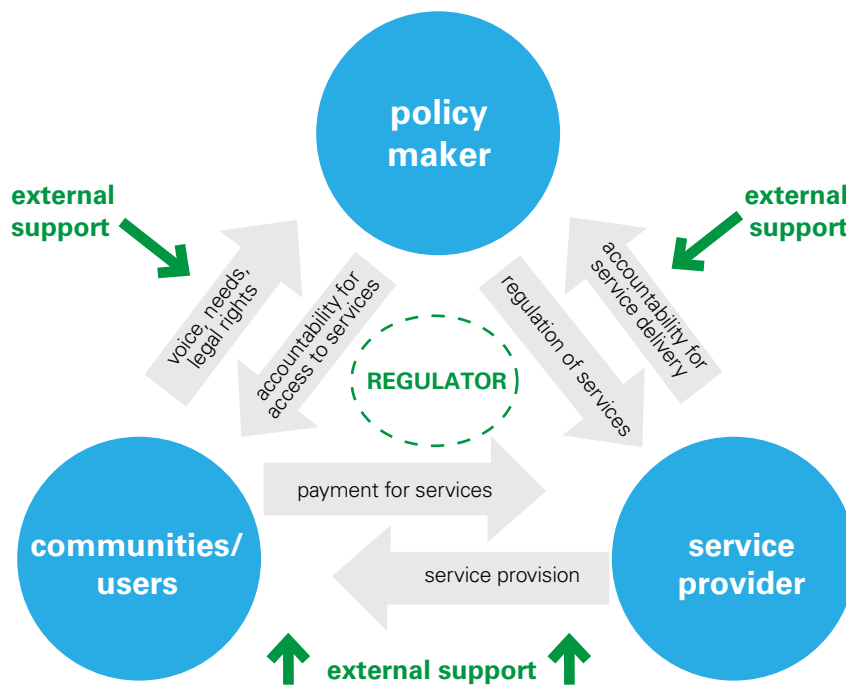 policy
maker
external
support
external
support
voice, needs,
legal rights
accountability for
access to services
regulation of services
accountability for
service delivery
REGULATOR
payment for services
communities/
users
service
provider
service provision
external support